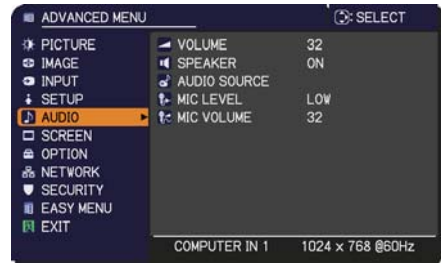 ADVANCED MENU : SELECT
PICTURE VOLUME 32
IMAGE SPEAKER ON
INPUT AUDIO SOURCE
SETUP MIC LEVEL LOW
AUDIO MIC VOLUME 32
SCREEN
OPTION
NETWORK
SECURITY
EASY MENU
EXIT
COMPUTER IN 1 1024 x 768 @60Hz